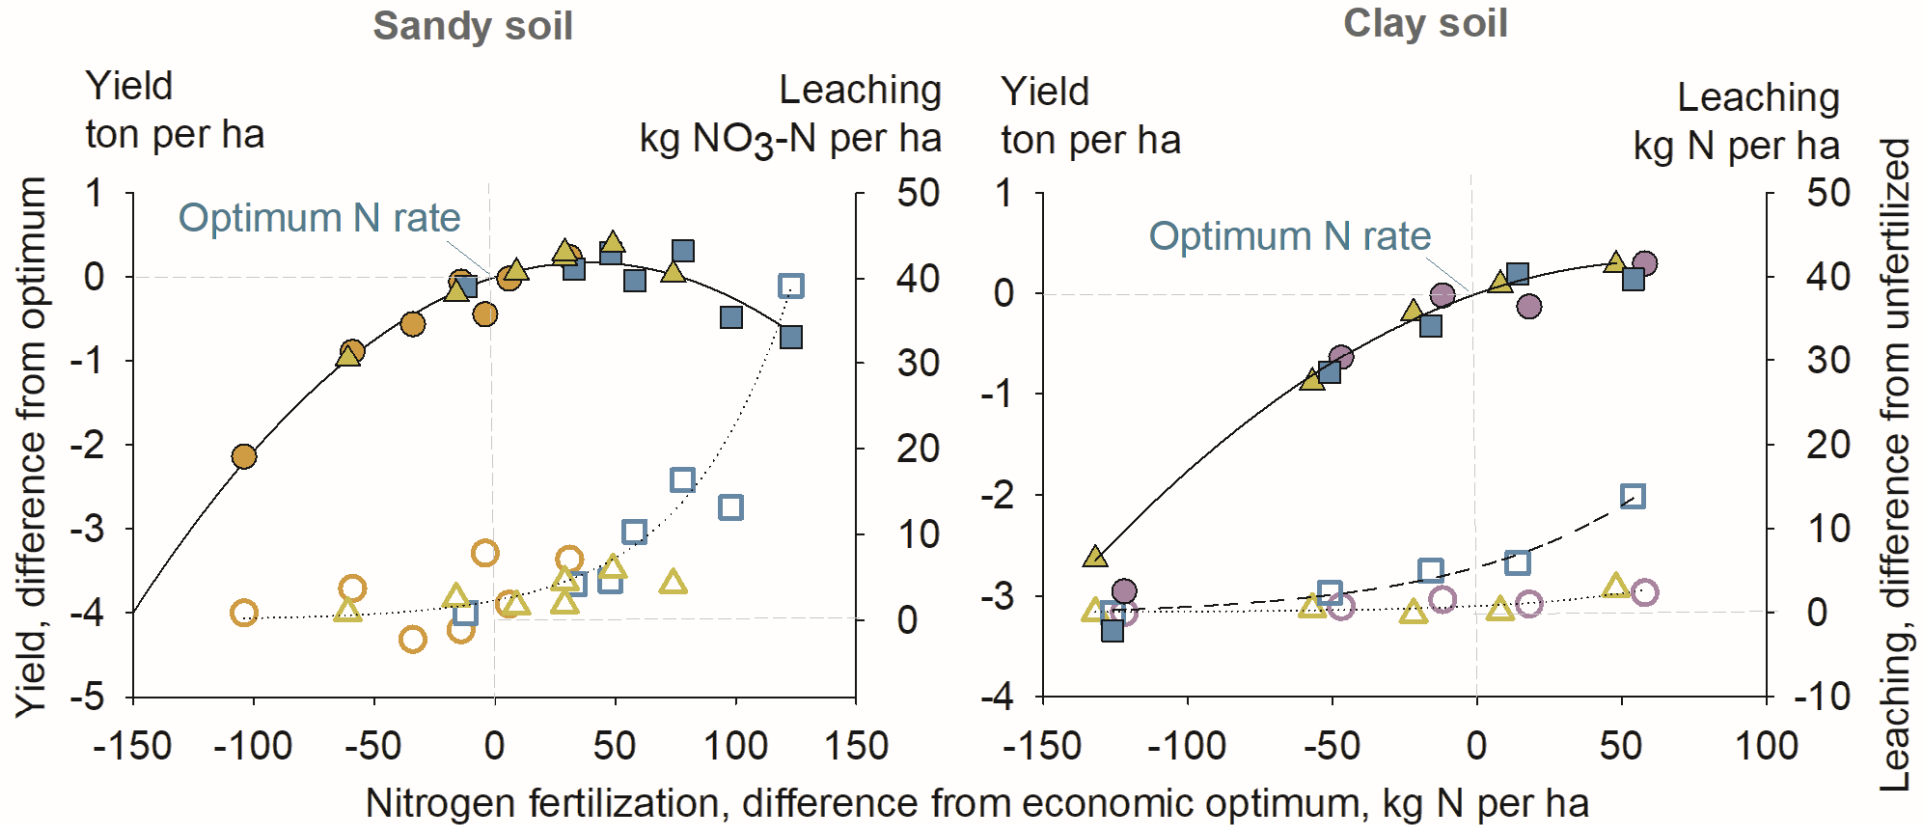 Sandy soil
Yield
ton per ha
Leaching
kg NO3-N per ha
Yield, difference from optimum
Optimum N rate
1
0
-1
-2
-3
-4
-5
50
40
30
20
10
0
-150 -100 -50 0 50 100 150
Clay soil
Yield
ton per ha
Leaching
kg N per ha
Optimum N rate
1
0
-1
-2
-3
-4
50
40
30
20
10
0
-10
Leaching, difference from unfertilized
-150 -100 -50 0 50 100
Nitrogen fertilization, difference from economic optimum, kg N per ha